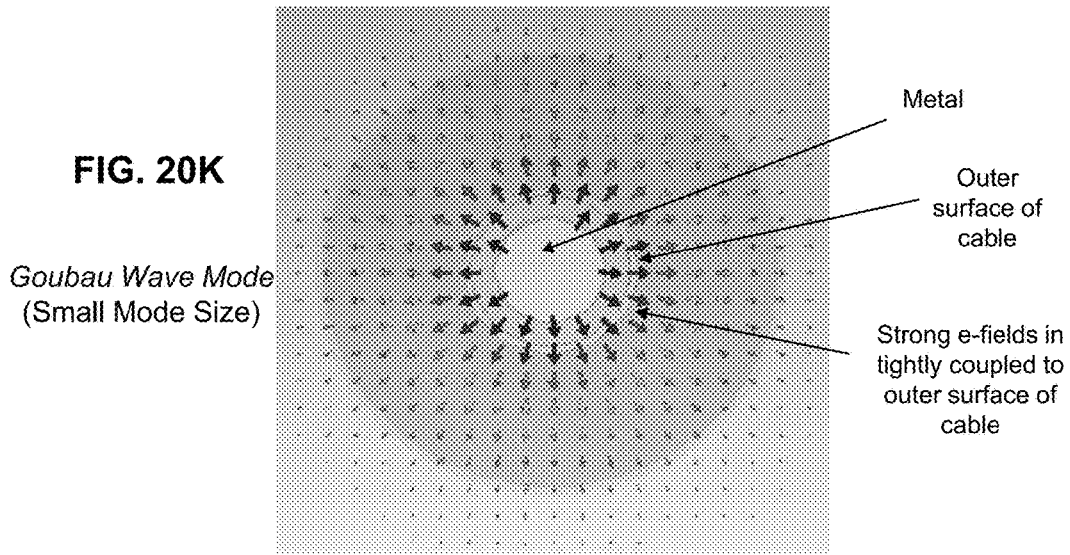 FIG. 20K
Goubau Wave Mode
(Small Mode Size)
Metal
Outer
surface of
cable
Strong e-fields in
tightly coupled to
outer surface of
cable